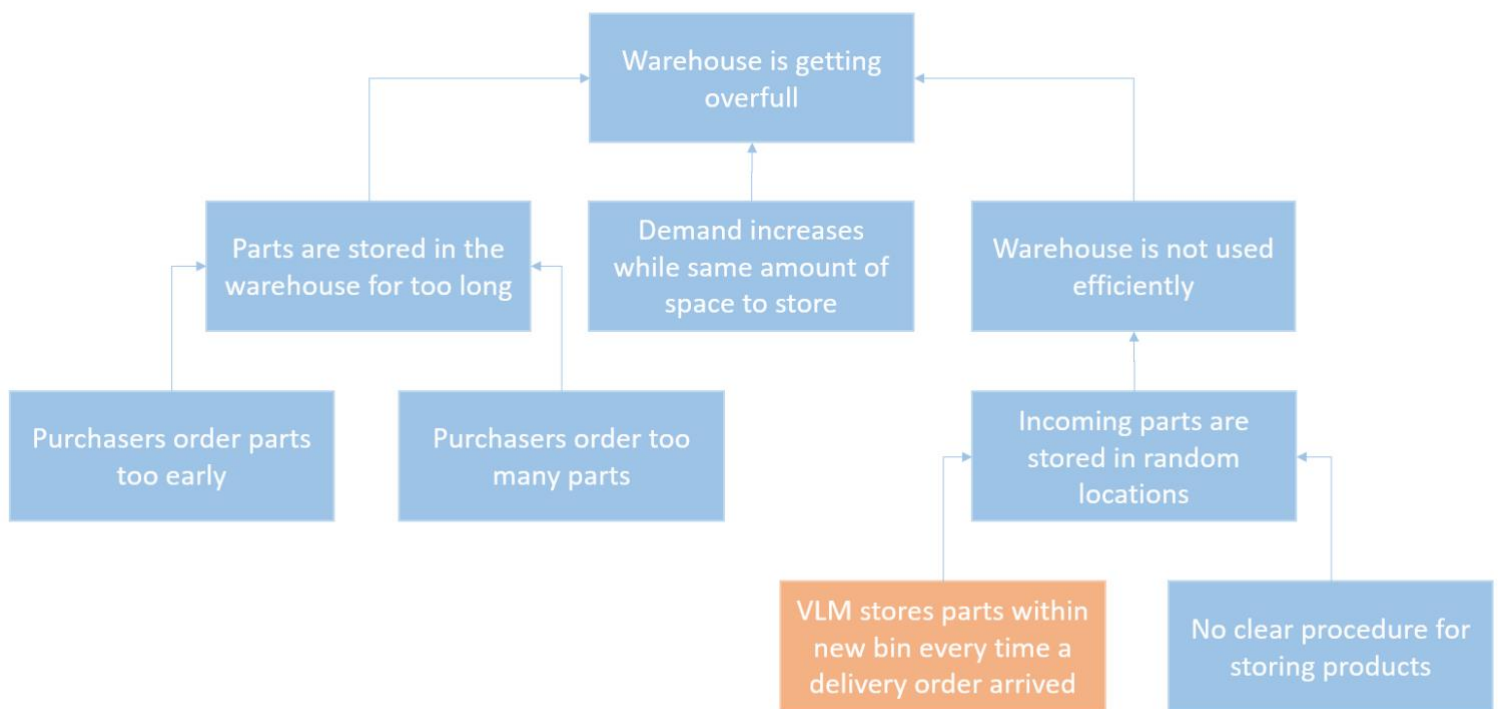 Warehouse is getting
overfull
Parts are stored in the
warehouse for too long
Demand increases
while same amount of
space to store
Warehouse is not used
efficiently
Purchasers order parts
too early
Purchasers order too
many parts
Incoming parts are
stored in random
locations
VLM stores parts within
new bin every time a
delivery order arrived
No clear procedure for
storing products